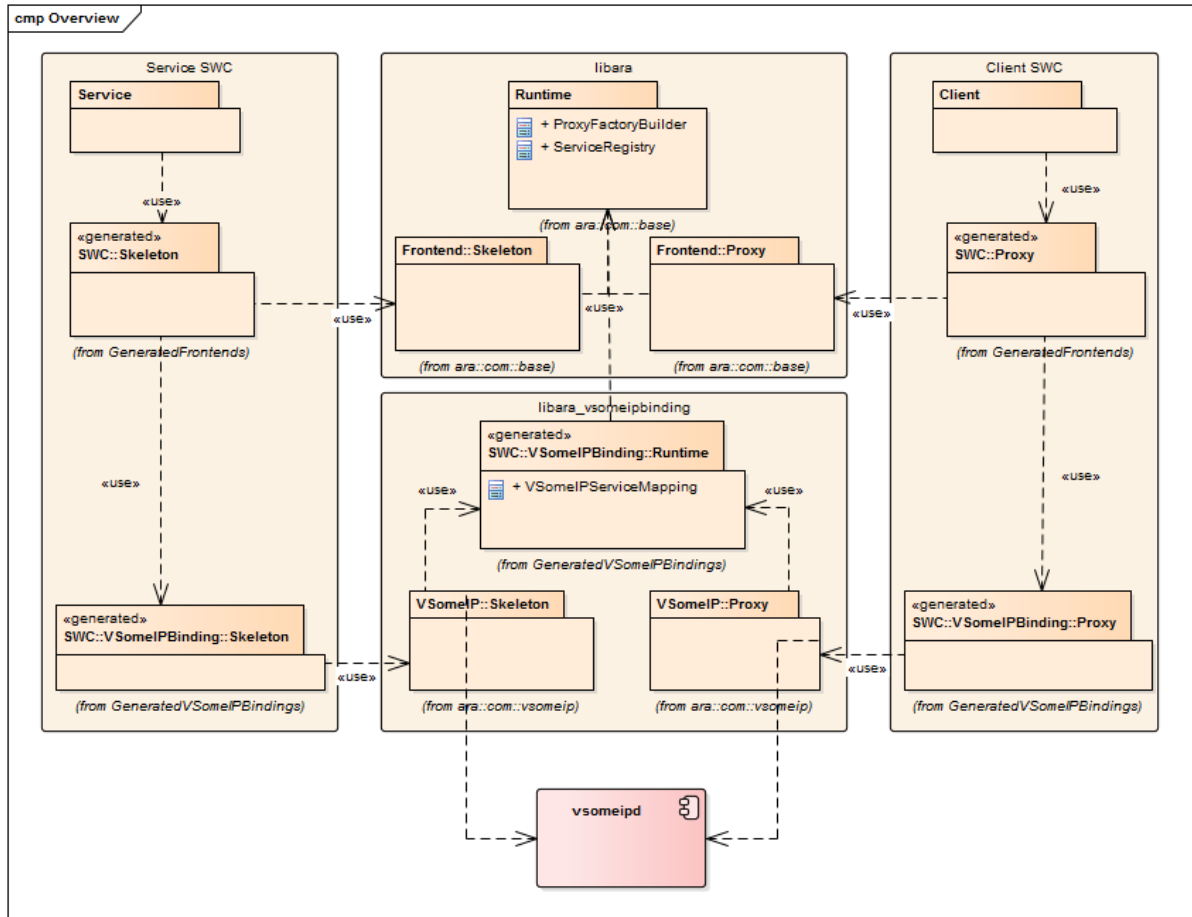 cmp Overview
Service SWC
Service
«use»
«generated»
SWC::Skeleton
(from GeneratedFrontends)
«use»
«use»
«generated»
SWC::VSomeIPBinding::Skeleton
(from GeneratedVSomeIPBindings)
«use»
libara
Runtime
+ ProxyFactoryBuilder
+ ServiceRegistry
(from ara::com::base)
Frontend::Skeleton
(from ara::com::base)
Frontend::Proxy
(from ara::com::base)
«use»
libara_vsomeipbinding
«generated»
SWC::VSomeIPBinding::Runtime
+ VSomeIPServiceMapping
(from GeneratedVSomeIPBindings)
«use»
«use»
VSomeIP::Skeleton
(from ara::com::vsomeip)
VSomeIP::Proxy
(from ara::com::vsomeip)
Client SWC
Client
«use»
«generated»
SWC::Proxy
(from GeneratedFrontends)
«use»
«use»
«generated»
SWC::VSomeIPBinding::Proxy
(from GeneratedVSomeIPBindings)
«use»
vsomeipd